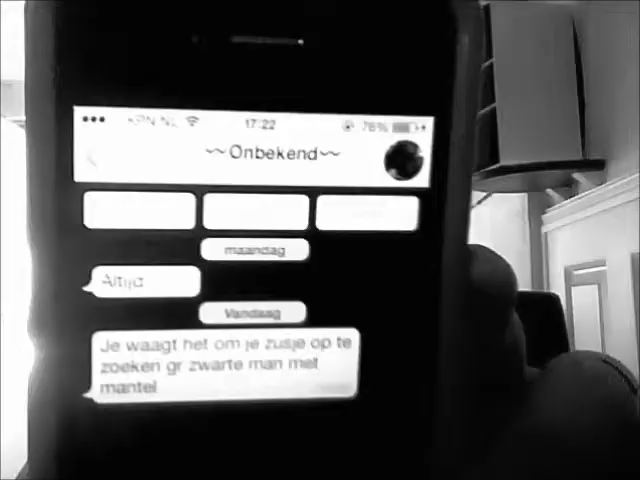 KPN NL 17:22 76%
~Onbekend~
maandag
Altijd
Vandaag
Je waagt het om je zusje op te
zoeken gr zwarte man met
mantel